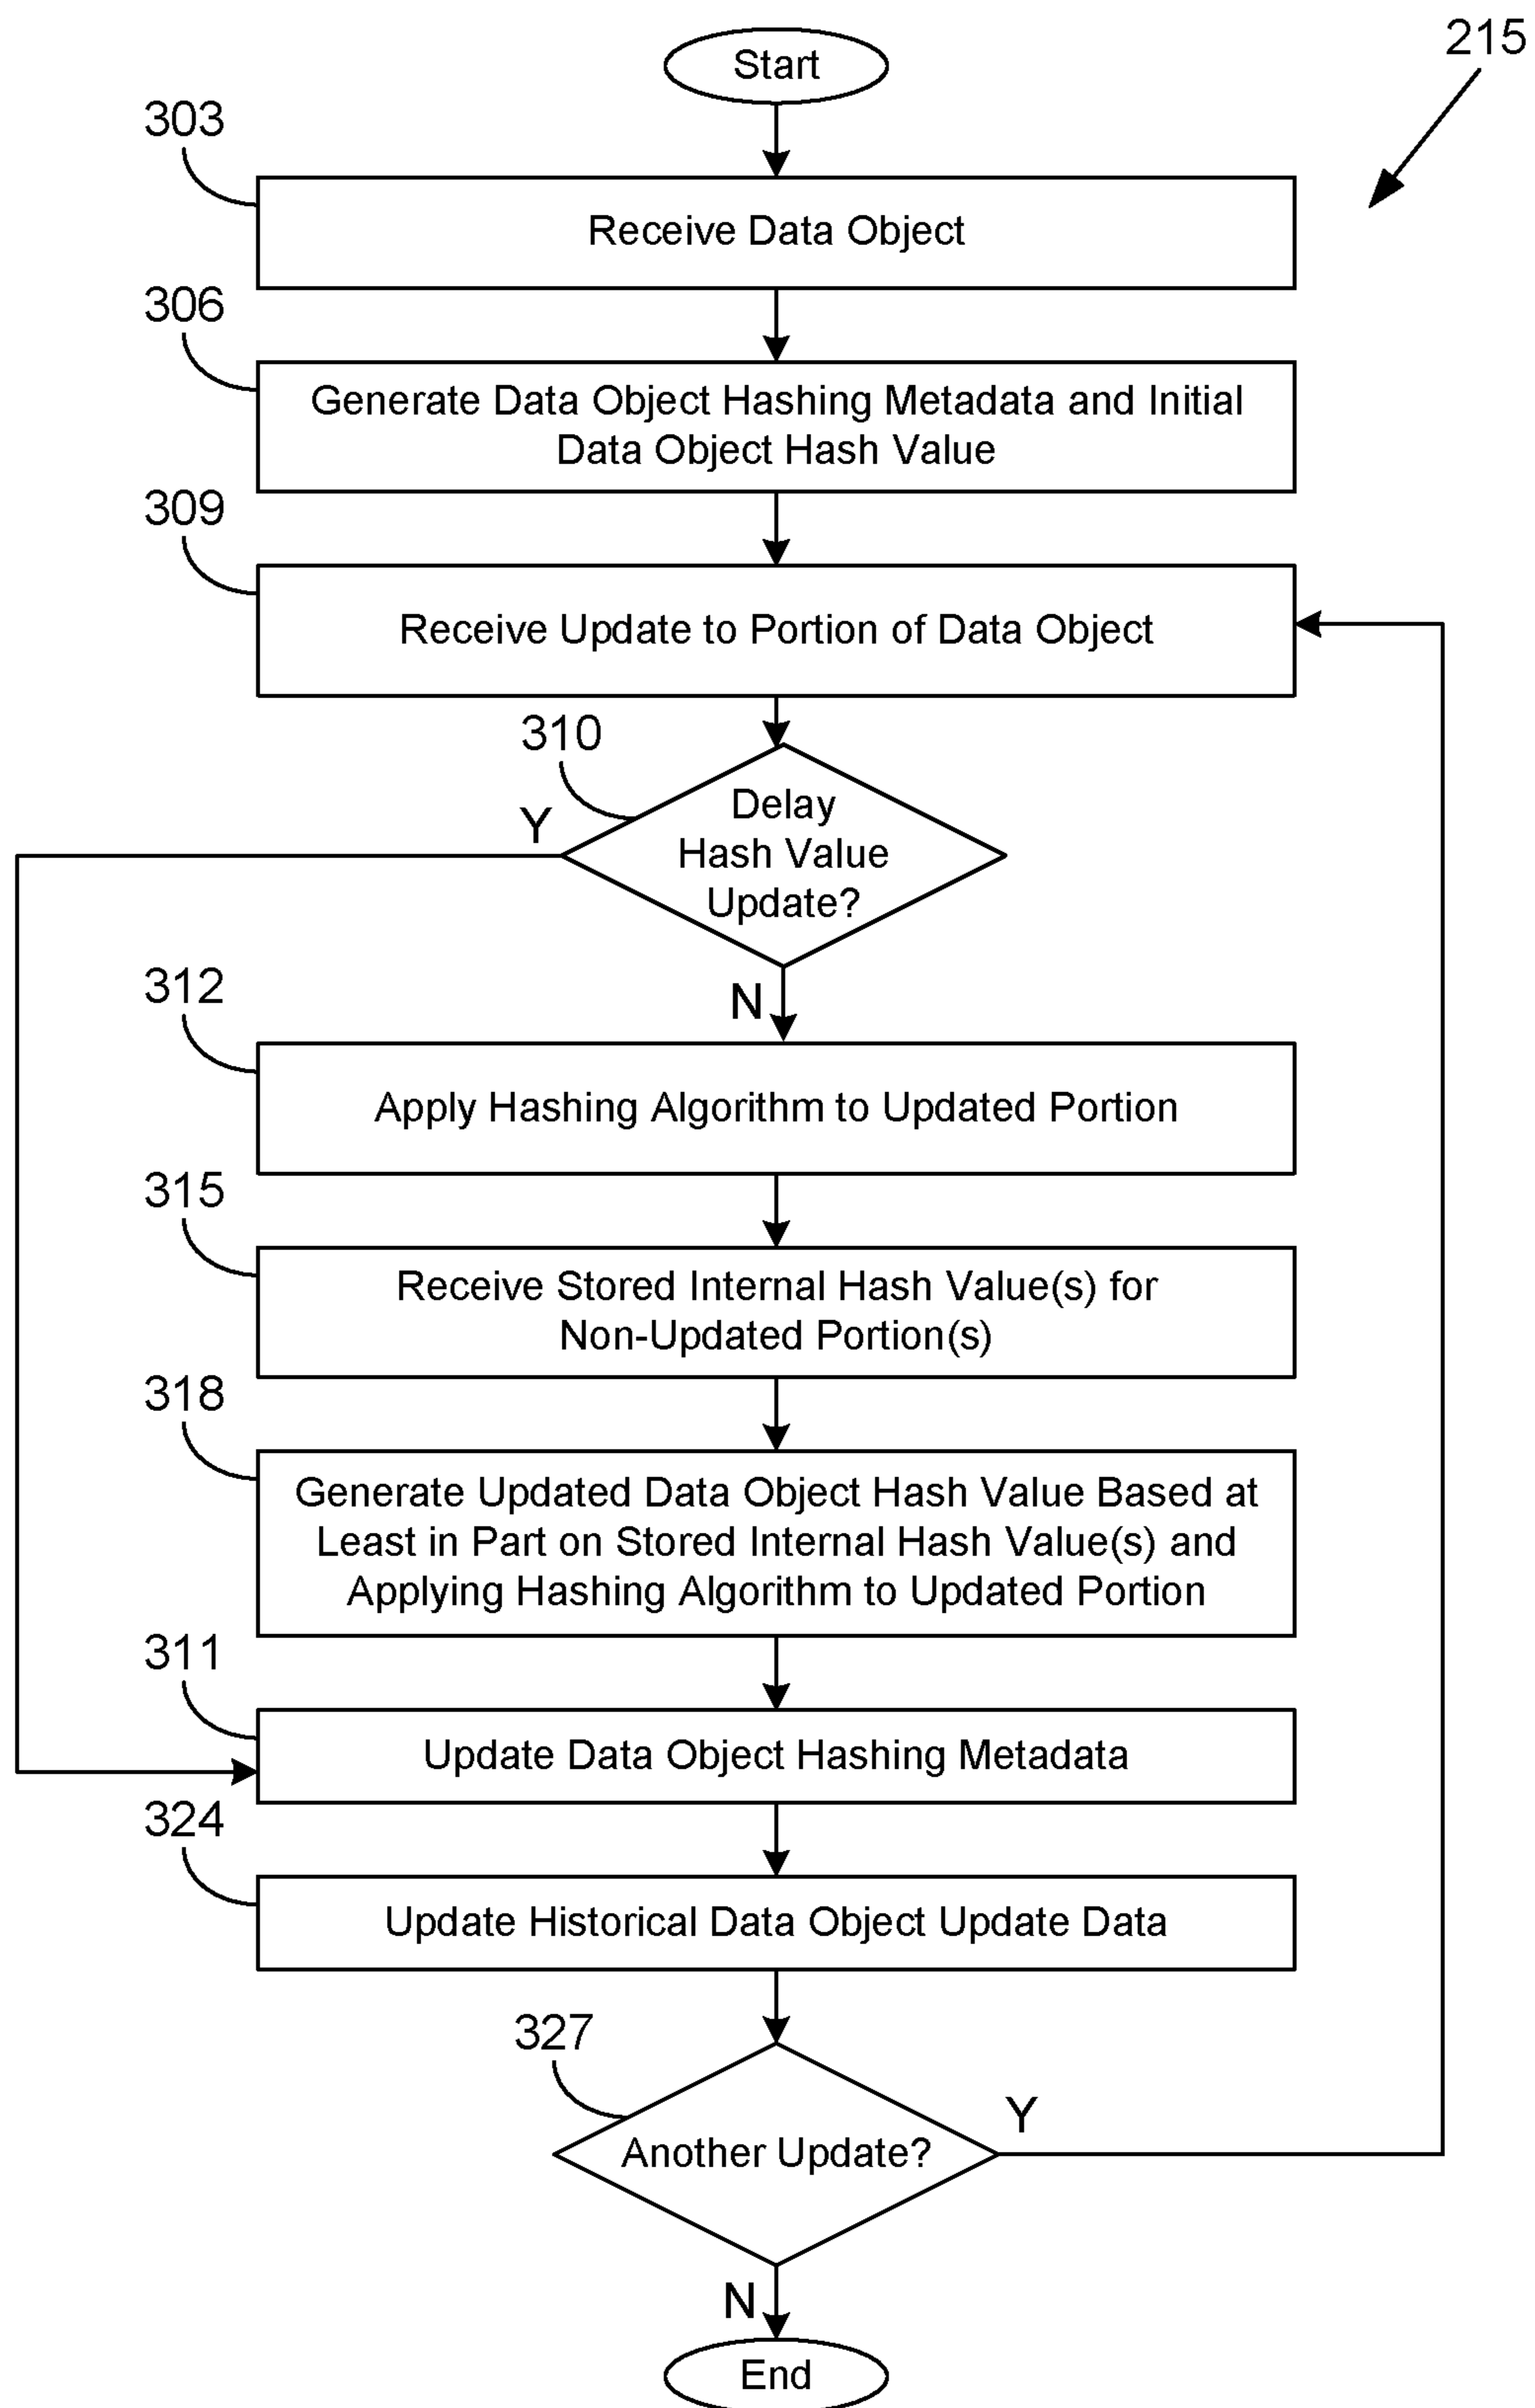 Start
215
303
Receive Data Object
306
Generate Data Object Hashing Metadata and Initial
Data Object Hash Value
309
Receive Update to Portion of Data Object
310
Y
Delay
Hash Value
Update?
N
312
Apply Hashing Algorithm to Updated Portion
315
Receive Stored Internal Hash Value(s) for
Non-Updated Portion(s)
318
Generate Updated Data Object Hash Value Based at
Least in Part on Stored Internal Hash Value(s) and
Applying Hashing Algorithm to Updated Portion
311
Update Data Object Hashing Metadata
324
Update Historical Data Object Update Data
327
Another Update?
Y
N
End